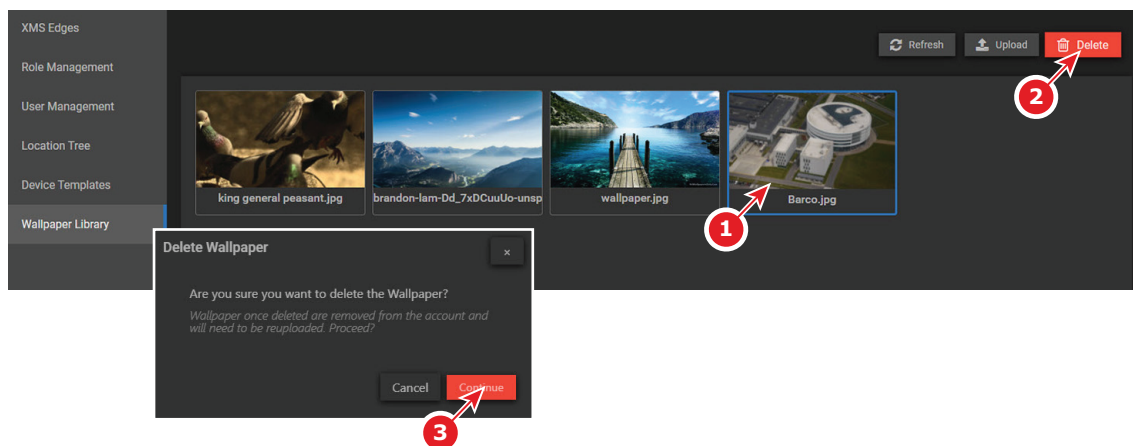 XMS Edges
Role Management
User Management
Location Tree
Device Templates
Wallpaper Library
Refresh
Upload
Delete
2
king general peasant.jpg
brandon-lam-Dd_7xDCuuUo-unsp
wallpaper.jpg
Barco.jpg
1
Delete Wallpaper
×
Are you sure you want to delete the Wallpaper?
Wallpaper once deleted are removed from the account and
will need to be reuploaded. Proceed?
Cancel
Continue
3